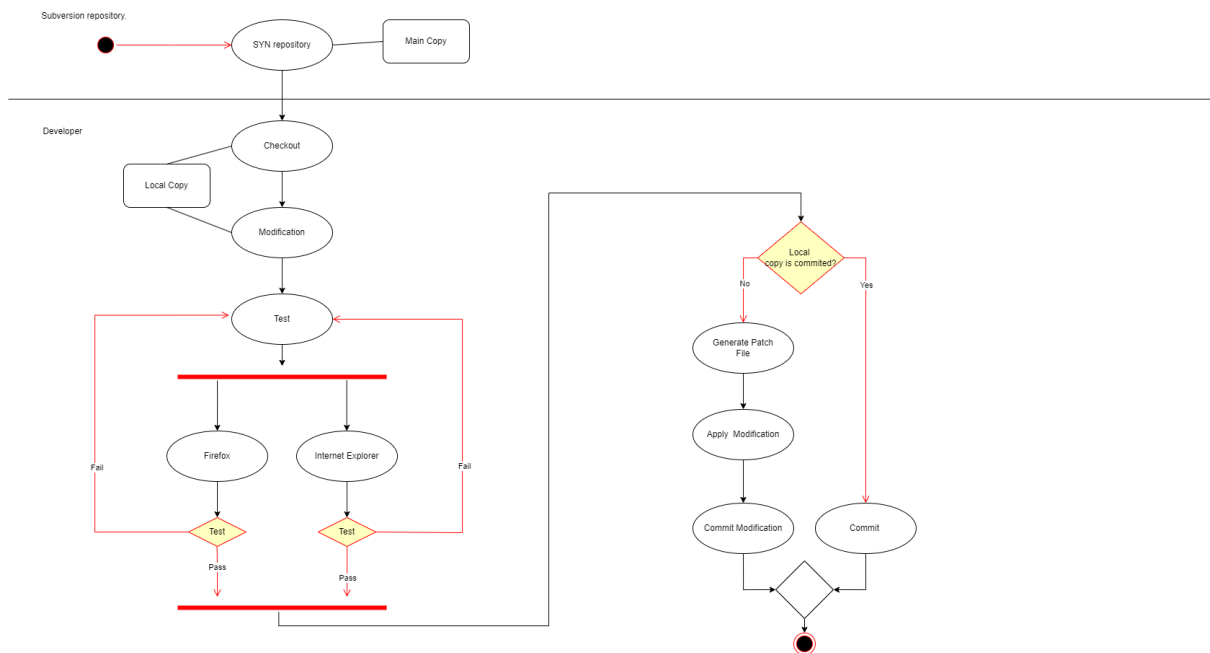 Subversion repository.
SYN repository
Main Copy
Developer
Checkout
Local Copy
Modification
Test
Firefox
Internet Explorer
Fail
Fail
Test
Test
Pass
Pass
Local
copy is commited?
No
Yes
Generate Patch
File
Apply Modification
Commit Modification
Commit